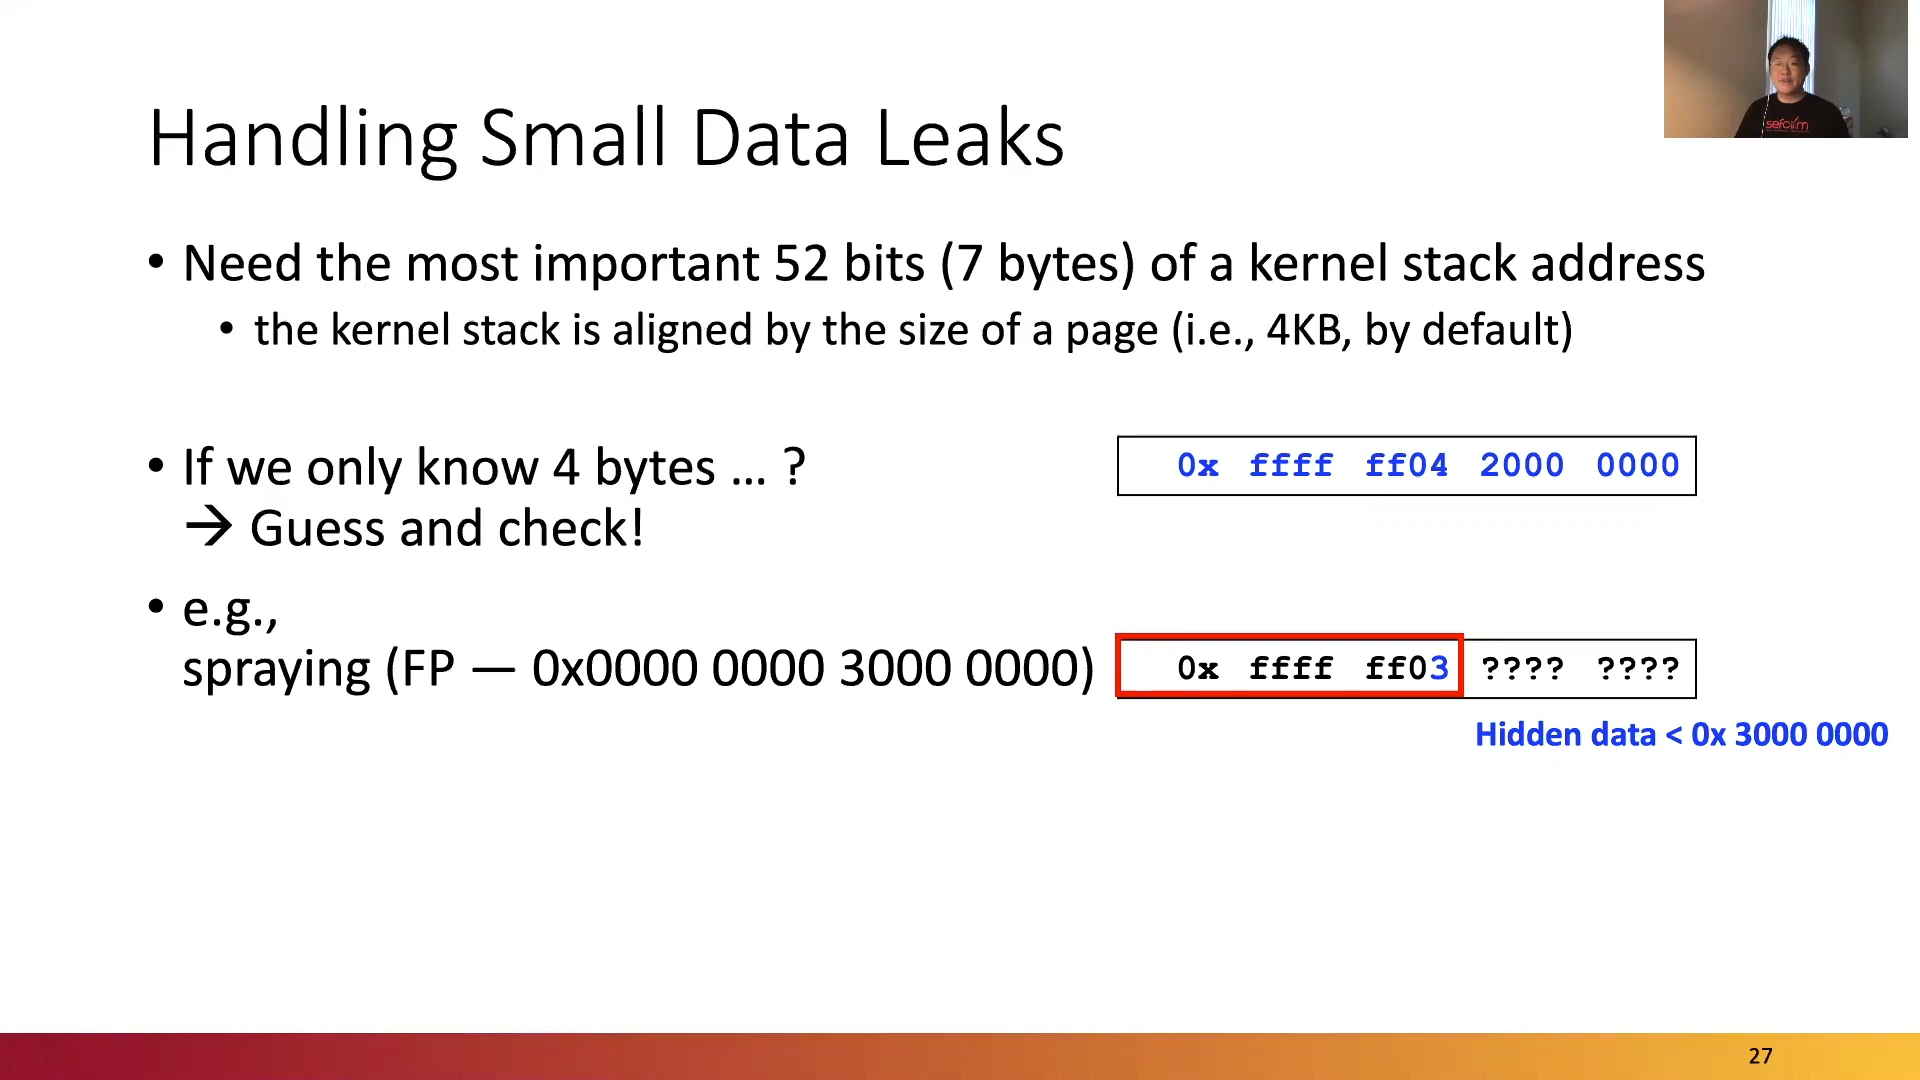 Handling Small Data Leaks
• Need the most important 52 bits (7 bytes) of a kernel stack address
• the kernel stack is aligned by the size of a page (i.e., 4KB, by default)
• If we only know 4 bytes … ?
0x ffff ff04 2000 0000
→ Guess and check!
• e.g.,
spraying (FP — 0x0000 0000 3000 0000)
0x ffff ff03 ???? ????
Hidden data < 0x 3000 0000
27